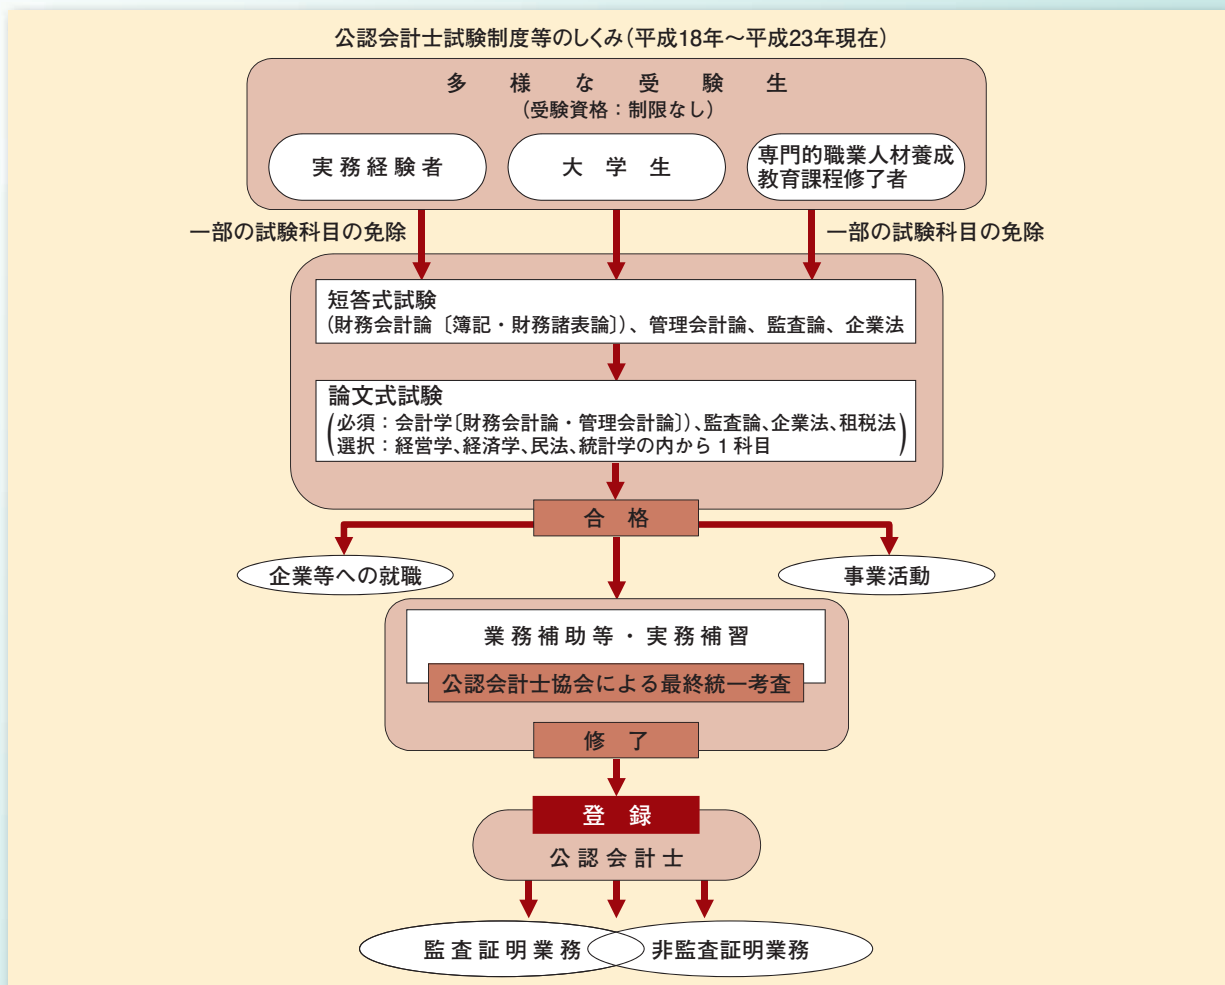 公認会計士試験制度等のしくみ(平成18年～平成23年現在)
多様な受験生
(受験資格：制限なし)
実務経験者
大学生
専門的職業人材養成
教育課程修了者
一部の試験科目の免除
一部の試験科目の免除
短答式試験
(財務会計論〔簿記・財務諸表論〕)、管理会計論、監査論、企業法
論文式試験
(必須：会計学〔財務会計論・管理会計論〕)、監査論、企業法、租税法
選択：経営学、経済学、民法、統計学の内から1科目)
合格
企業等への就職
事業活動
業務補助等・実務補習
公認会計士協会による最終統一考査
修了
登録
公認会計士
監査証明業務
非監査証明業務